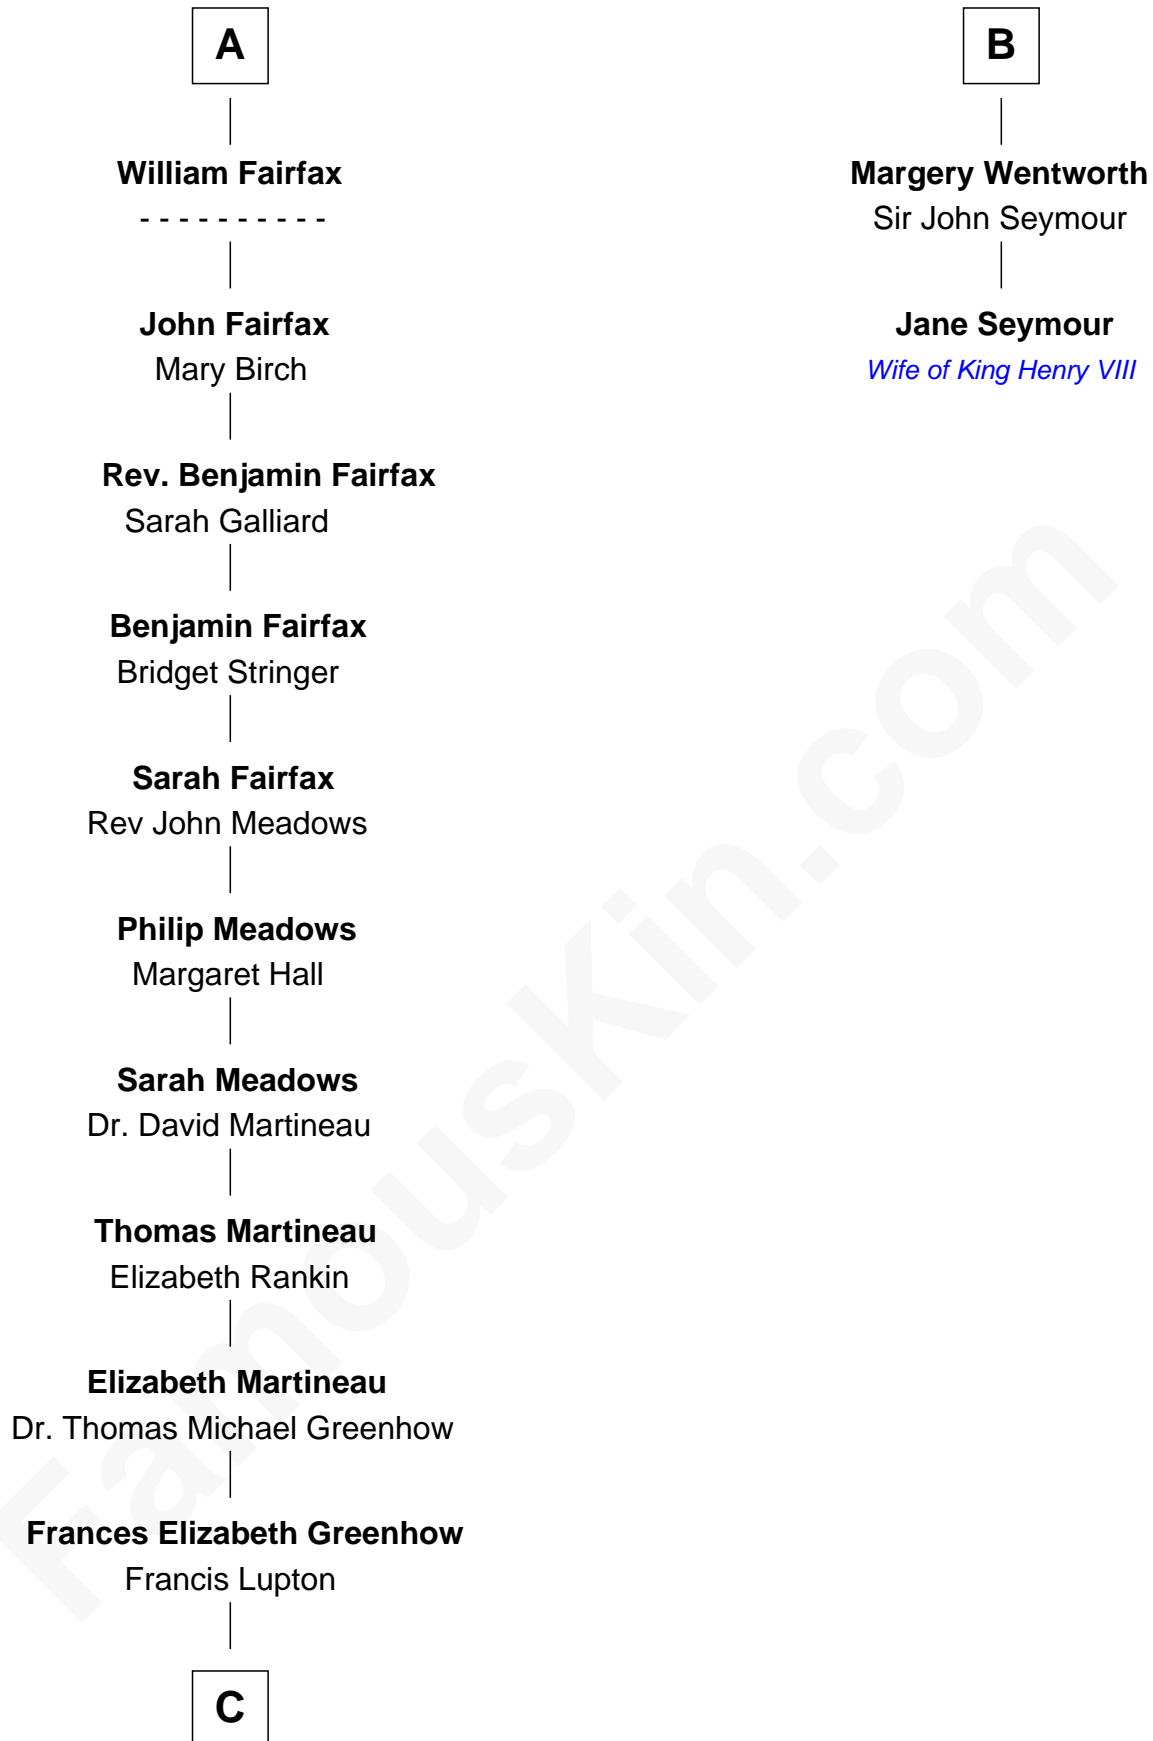 A
William Fairfax
- - - - - - - - - -
John Fairfax
Mary Birch
Rev. Benjamin Fairfax
Sarah Galliard
Benjamin Fairfax
Bridget Stringer
Sarah Fairfax
Rev John Meadows
Philip Meadows
Margaret Hall
Sarah Meadows
Dr. David Martineau
Thomas Martineau
Elizabeth Rankin
Elizabeth Martineau
Dr. Thomas Michael Greenhow
Frances Elizabeth Greenhow
Francis Lupton
C
B
Margery Wentworth
Sir John Seymour
Jane Seymour
Wife of King Henry VIII
FamousKin.com